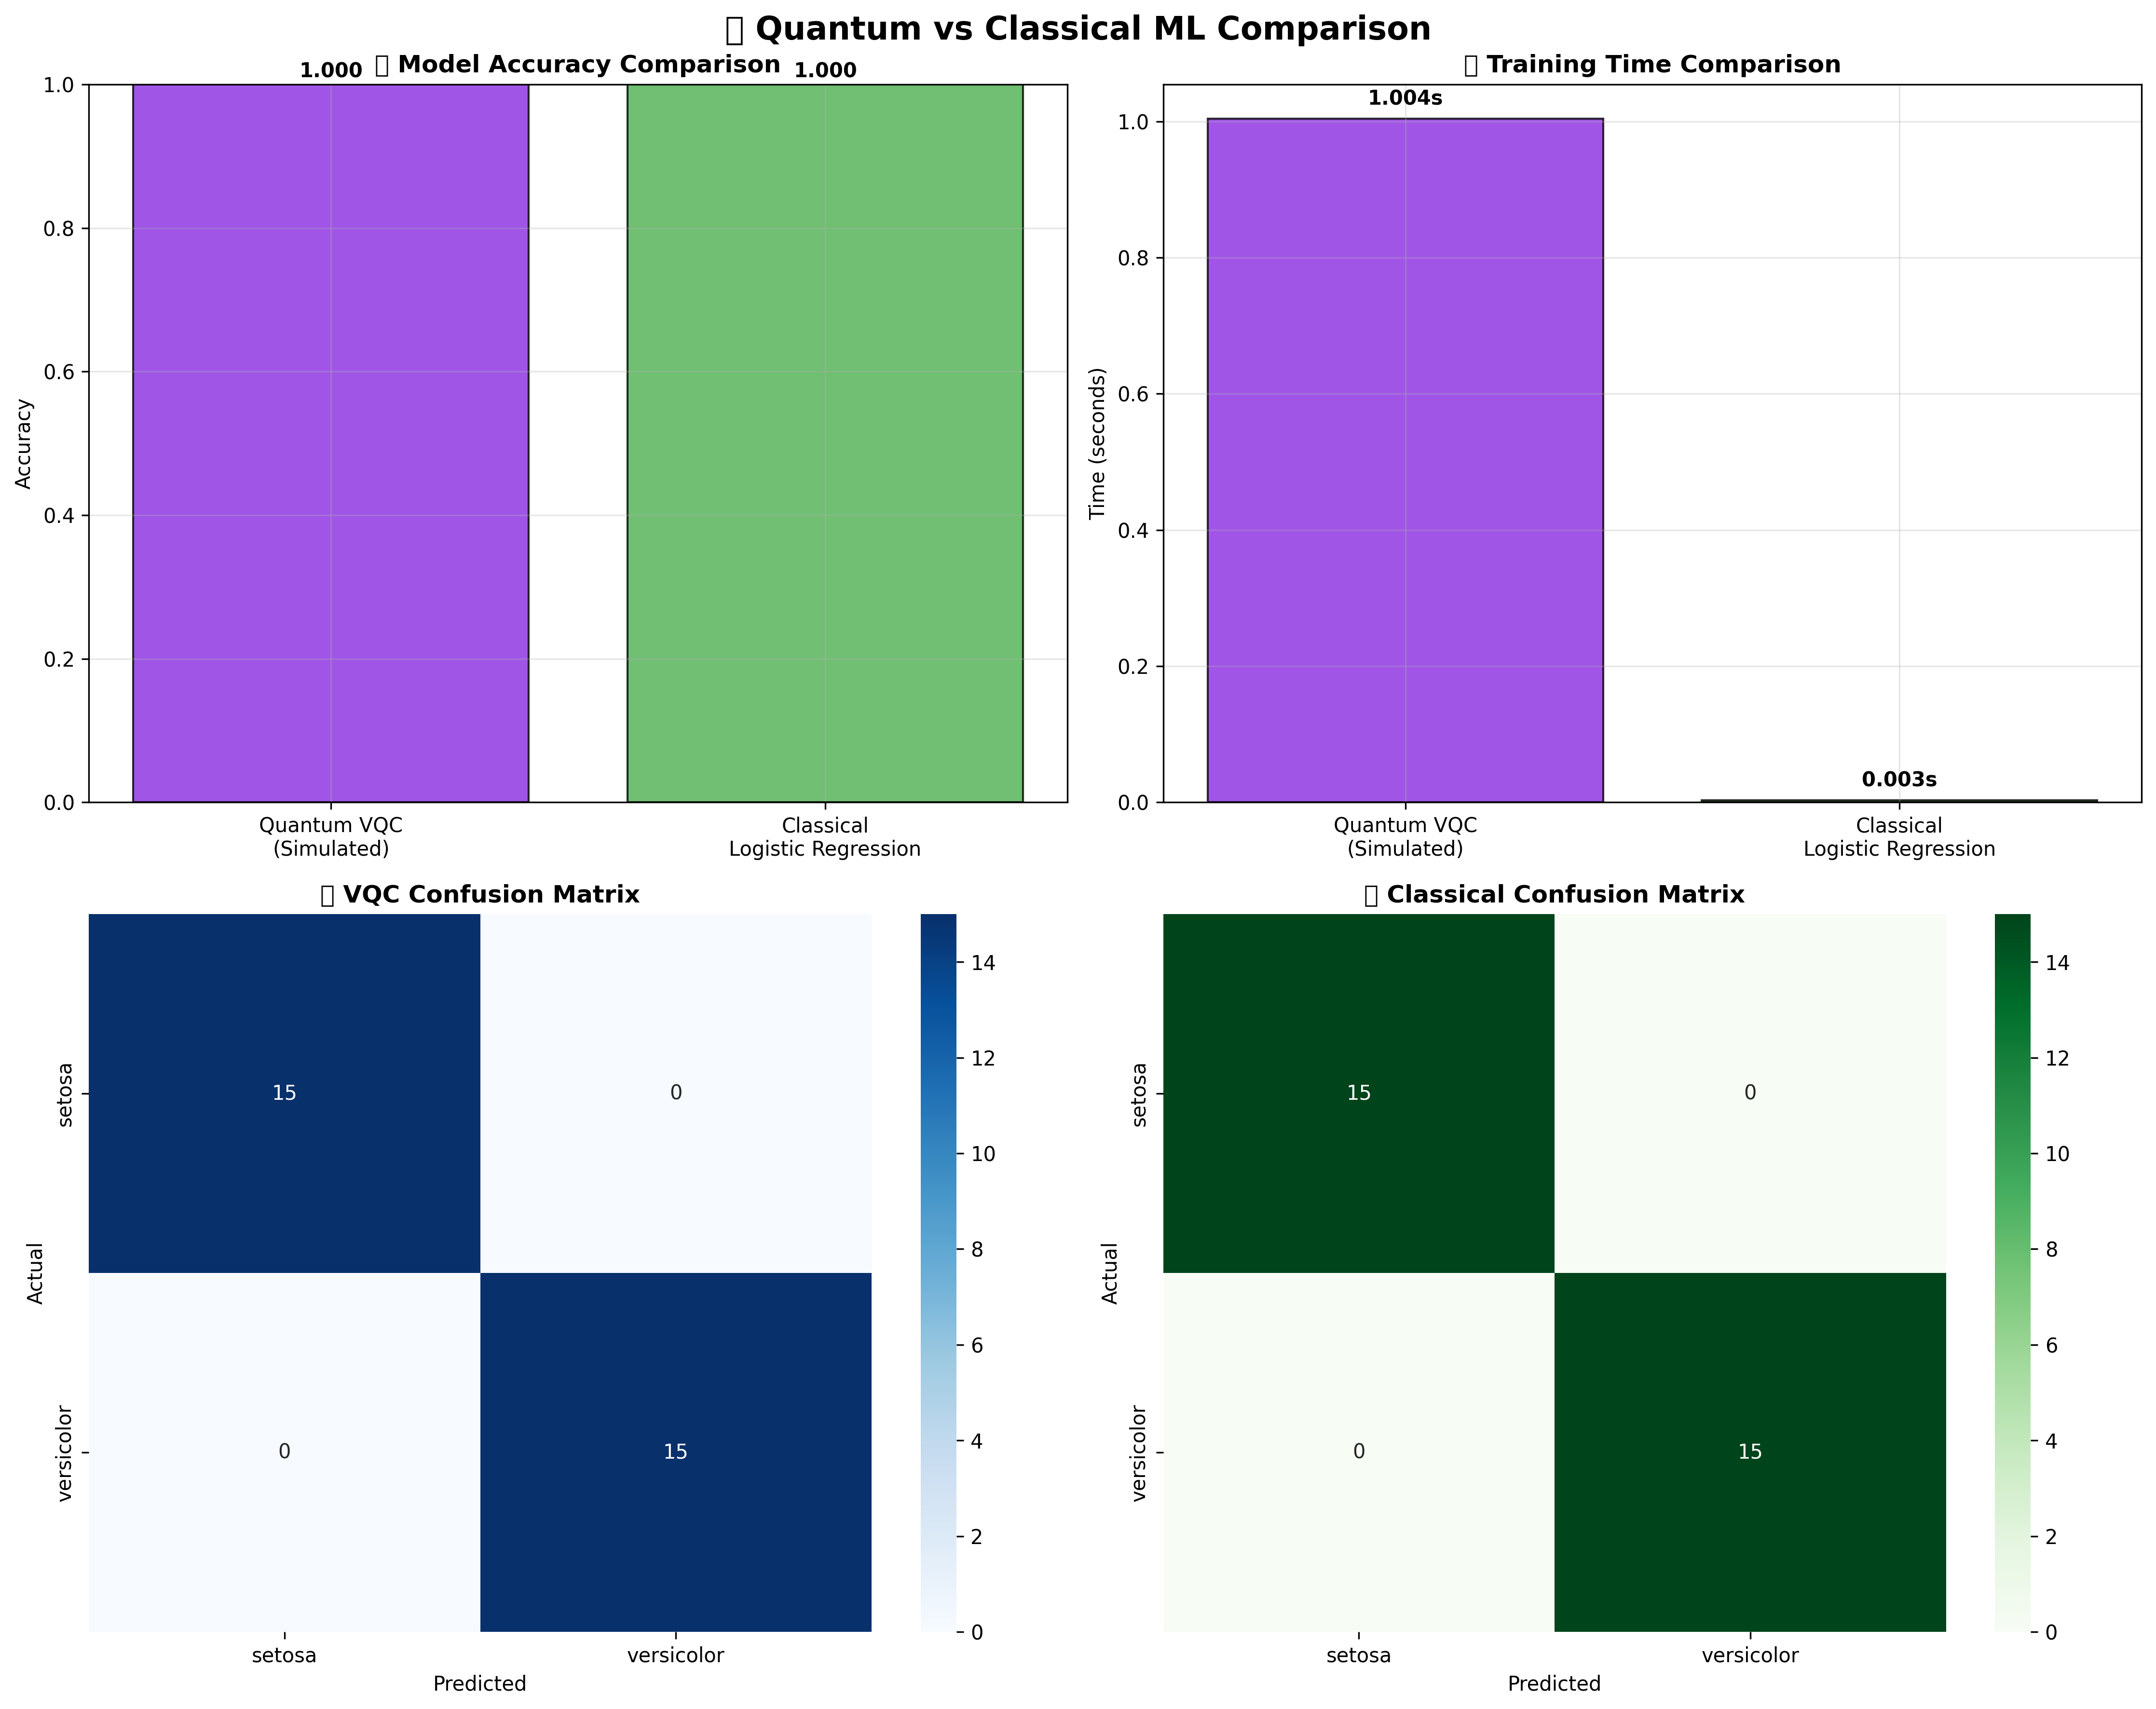 ▯ Quantum vs Classical ML Comparison
▯ Model Accuracy Comparison
1.000
1.000
1.0
0.8
0.6
0.4
0.2
0.0
Accuracy
Quantum VQC
(Simulated)
Classical
Logistic Regression
▯ Training Time Comparison
1.004s
0.003s
1.0
0.8
0.6
0.4
0.2
0.0
Time (seconds)
Quantum VQC
(Simulated)
Classical
Logistic Regression
▯ VQC Confusion Matrix
Actual
setosa
versicolor
15
0
0
15
setosa
versicolor
Predicted
14
12
10
8
6
4
2
0
▯ Classical Confusion Matrix
Actual
setosa
versicolor
15
0
0
15
setosa
versicolor
Predicted
14
12
10
8
6
4
2
0